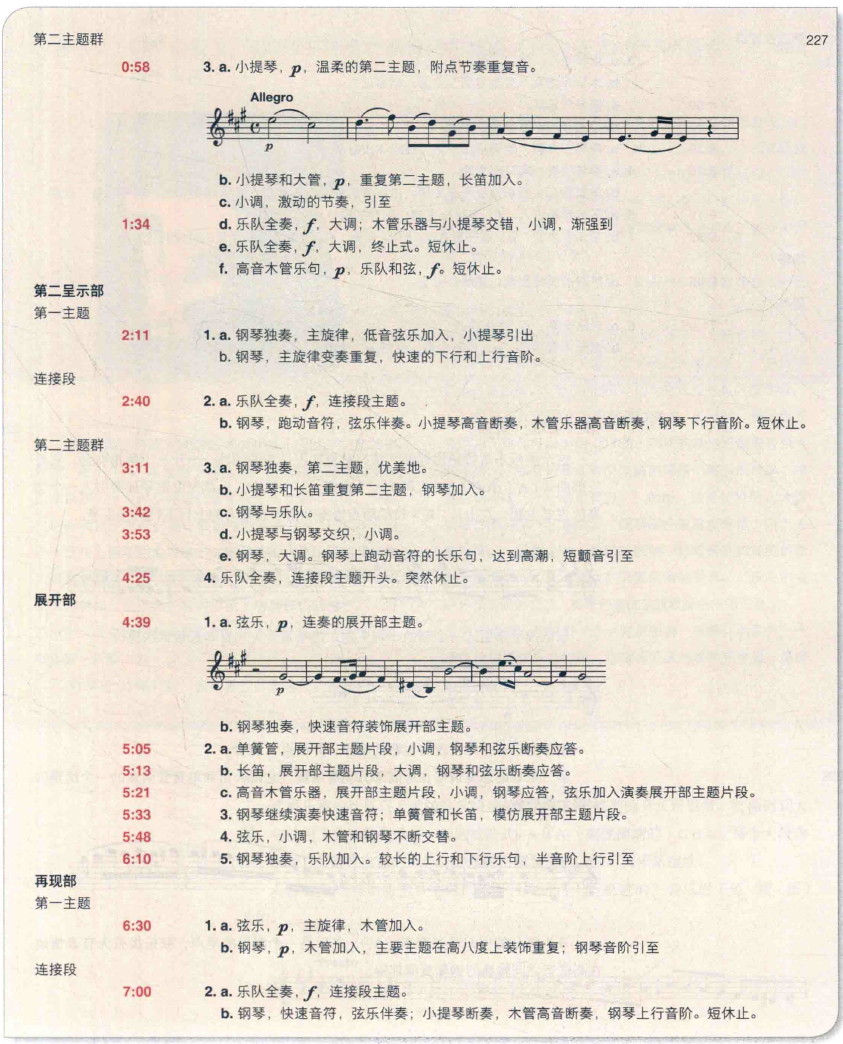 第二主题群
227
0:58 3. a. 小提琴，p，温柔的第二主题，附点节奏重复音。
Allegro
p
b. 小提琴和大管，p，重复第二主题，长笛加入。
c. 小调，激动的节奏，引至
1:34 d. 乐队全奏，f，大调；木管乐器与小提琴交错，小调，渐强到
e. 乐队全奏，f，大调，终止式。短休止。
f. 高音木管乐句，p，乐队和弦，f。短休止。
第二呈示部
第一主题
2:11 1. a. 钢琴独奏，主旋律，低音弦乐加入，小提琴引出
b. 钢琴，主旋律变奏重复，快速的下行和上行音阶。
连接段
2:40 2. a. 乐队全奏，f，连接段主题。
b. 钢琴，跑动音符，弦乐伴奏。小提琴高音断奏，木管乐器高音断奏，钢琴下行音阶。短休止。
第二主题群
3:11 3. a. 钢琴独奏，第二主题，优美地。
b. 小提琴和长笛重复第二主题，钢琴加入。
3:42 c. 钢琴与乐队。
3:53 d. 小提琴与钢琴交织，小调。
e. 钢琴，大调。钢琴上跑动音符的长乐句，达到高潮，短颤音引至
4:25 4. 乐队全奏，连接段主题开头。突然休止。
展开部
4:39 1. a. 弦乐，p，连奏的展开部主题。
p
b. 钢琴独奏，快速音符装饰展开部主题。
5:05 2. a. 单簧管，展开部主题片段，小调，钢琴和弦乐断奏应答。
5:13 b. 长笛，展开部主题片段，大调，钢琴和弦乐断奏应答。
5:21 c. 高音木管乐器，展开部主题片段，小调，钢琴应答，弦乐加入演奏展开部主题片段。
5:33 3. 钢琴继续演奏快速音符；单簧管和长笛，模仿展开部主题片段。
5:48 4. 弦乐，小调，木管和钢琴不断交替。
6:10 5. 钢琴独奏，乐队加入。较长的上行和下行乐句，半音阶上行引至
再现部
第一主题
6:30 1. a. 弦乐，p，主旋律，木管加入。
b. 钢琴，p，木管加入，主要主题在高八度上装饰重复；钢琴音阶引至
连接段
7:00 2. a. 乐队全奏，f，连接段主题。
b. 钢琴，快速音符，弦乐伴奏；小提琴断奏，木管高音断奏，钢琴上行音阶。短休止。